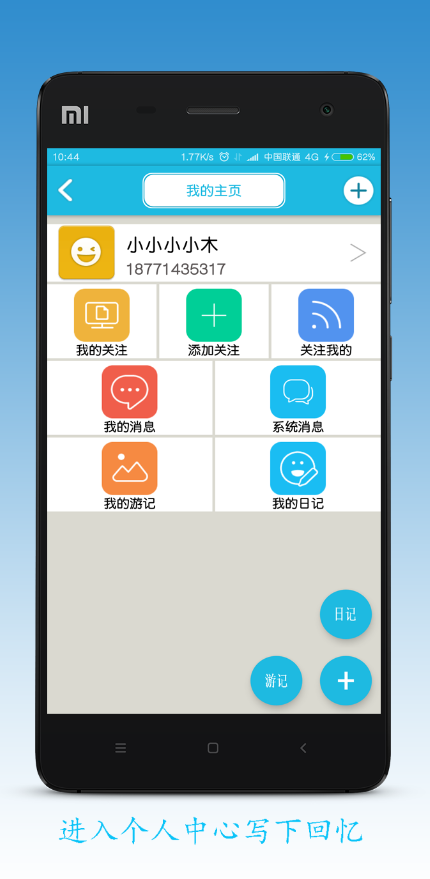 mi
10:44 1.77K/s 中国联通 4G 62%
我的主页
小小小小木
18771435317
我的关注 添加关注 关注我的
我的消息 系统消息
我的游记 我的日记
日记
游记
进入个人中心写下回忆